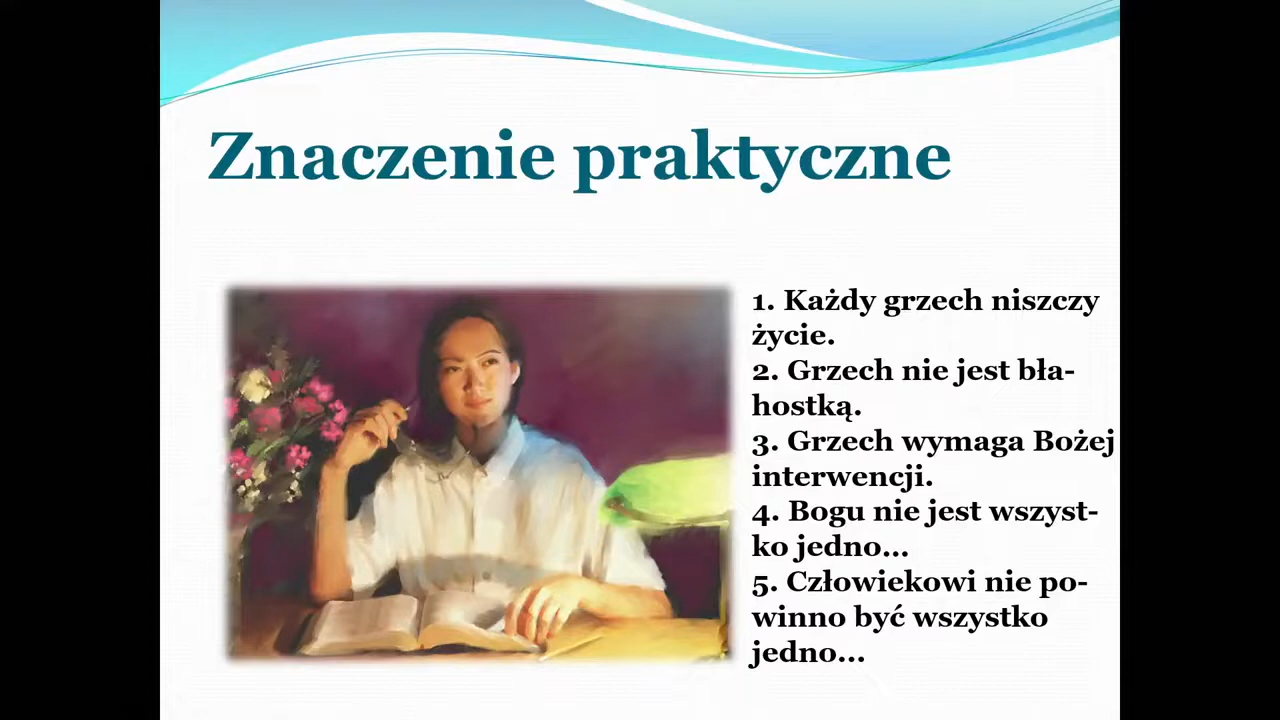 Znaczenie praktyczne
1. Każdy grzech niszczy
życie.
2. Grzech nie jest bła-
hostką.
3. Grzech wymaga Bożej
interwencji.
4. Bogu nie jest wszyst-
ko jedno...
5. Człowiekowi nie po-
winno być wszystko
jedno...